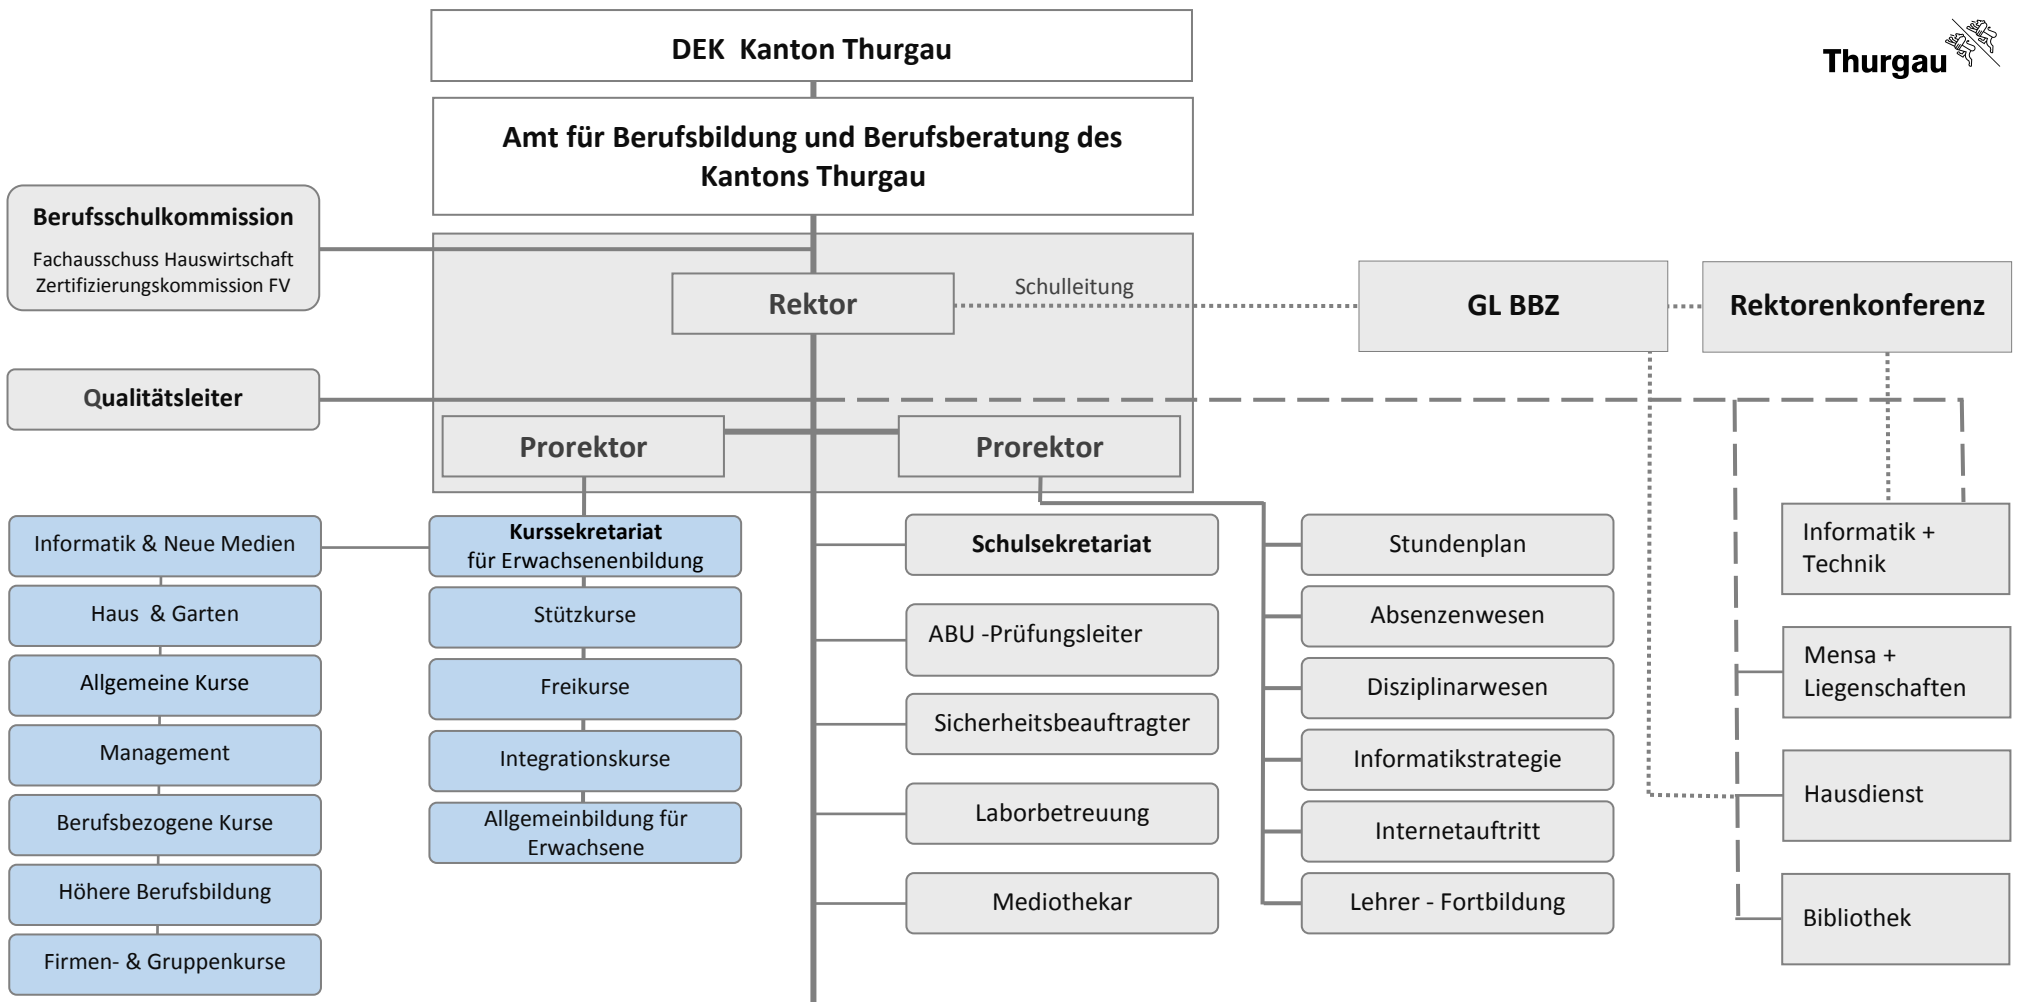 DEK Kanton Thurgau
Thurgau
Amt für Berufsbildung und Berufsberatung des
Kantons Thurgau
Berufsschulkommission
Fachausschuss Hauswirtschaft
Zertifizierungskommission FV
Rektor
Schulleitung
GL BBZ
Rektorenkonferenz
Qualitätsleiter
Prorektor
Prorektor
Informatik & Neue Medien
Haus & Garten
Allgemeine Kurse
Management
Berufsbezogene Kurse
Höhere Berufsbildung
Firmen- & Gruppenkurse
Kurssekretariat
für Erwachsenenbildung
Stützkurse
Freikurse
Integrationskurse
Allgemeinbildung für
Erwachsene
Schulsekretariat
ABU -Prüfungsleiter
Sicherheitsbeauftragter
Laborbetreuung
Mediothekar
Stundenplan
Absenzenwesen
Disziplinarwesen
Informatikstrategie
Internetauftritt
Lehrer - Fortbildung
Informatik +
Technik
Mensa +
Liegenschaften
Hausdienst
Bibliothek